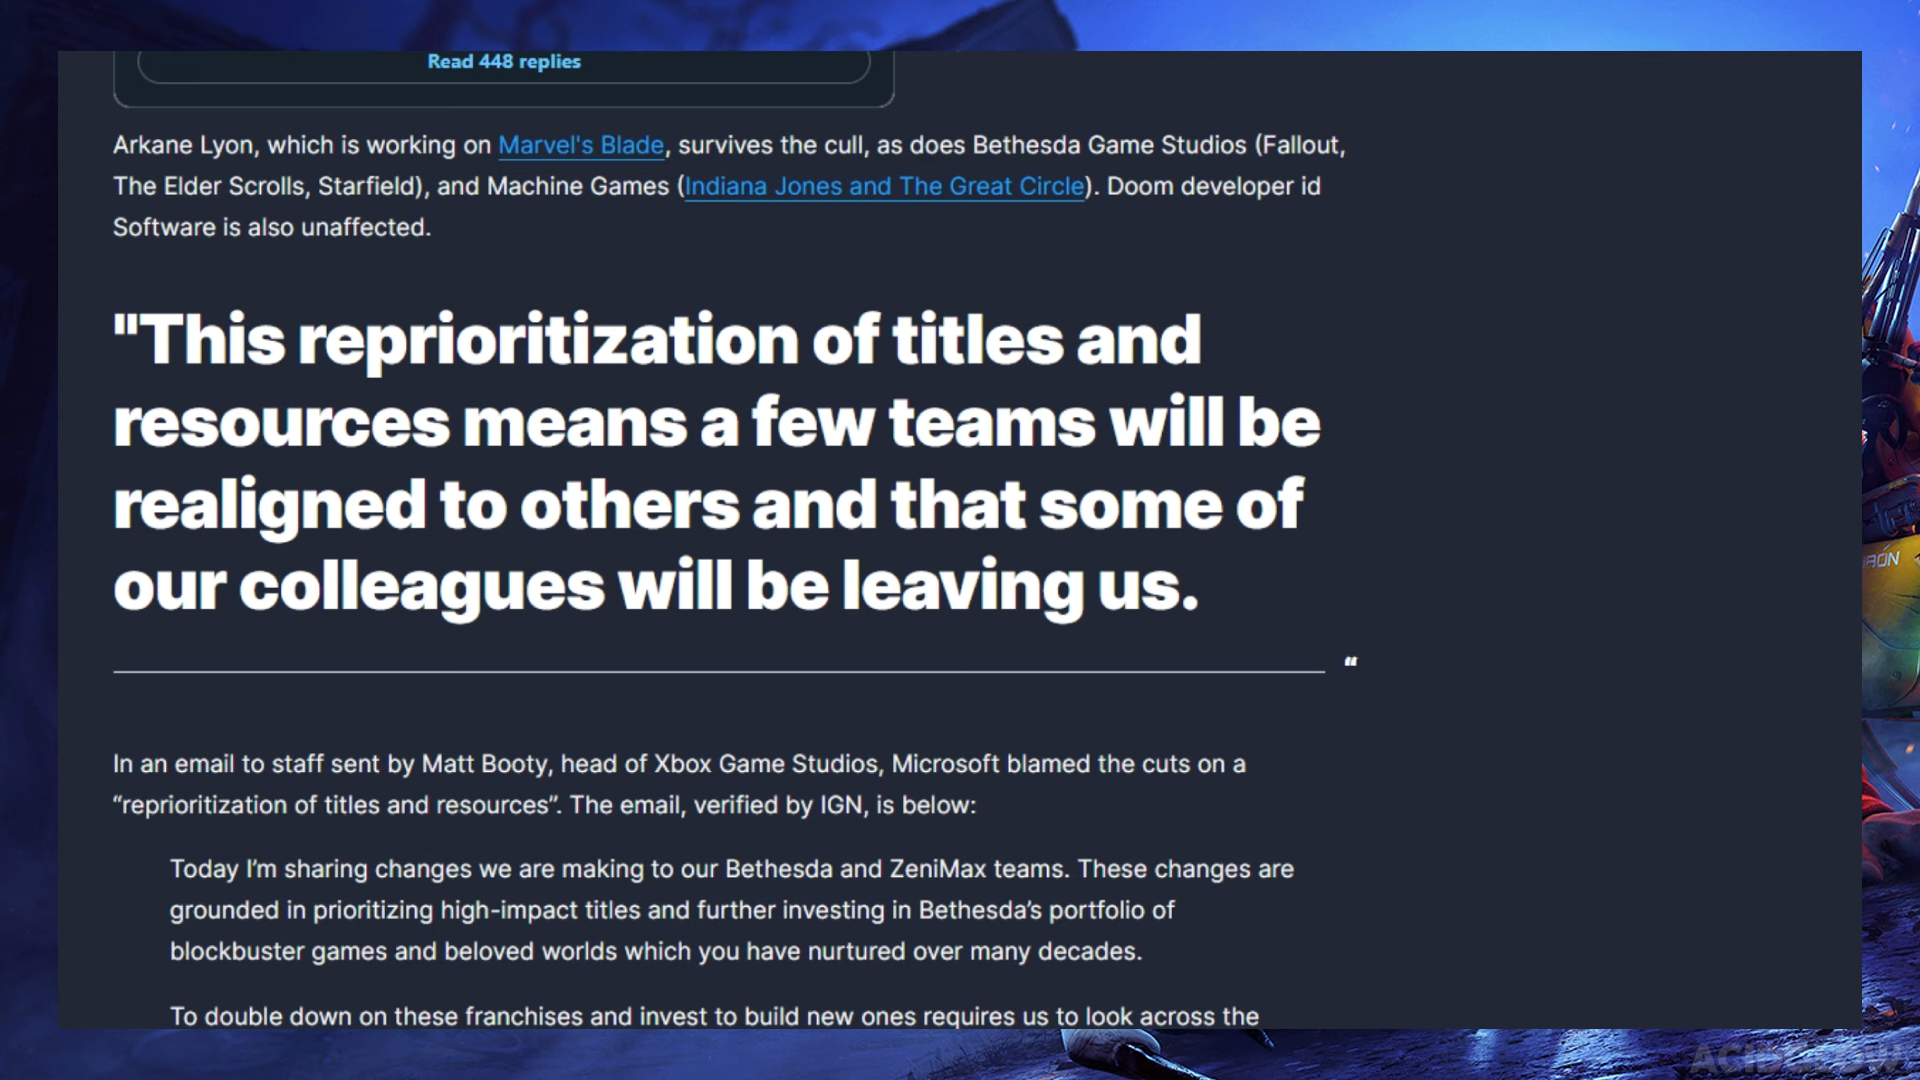 Read 448 replies
Arkane Lyon, which is working on Marvel's Blade, survives the cull, as does Bethesda Game Studios (Fallout,
The Elder Scrolls, Starfield), and Machine Games (Indiana Jones and The Great Circle). Doom developer id
Software is also unaffected.
"This reprioritization of titles and
resources means a few teams will be
realigned to others and that some of
our colleagues will be leaving us.
“
In an email to staff sent by Matt Booty, head of Xbox Game Studios, Microsoft blamed the cuts on a
“reprioritization of titles and resources”. The email, verified by IGN, is below:
Today I’m sharing changes we are making to our Bethesda and ZeniMax teams. These changes are
grounded in prioritizing high-impact titles and further investing in Bethesda’s portfolio of
blockbuster games and beloved worlds which you have nurtured over many decades.
To double down on these franchises and invest to build new ones requires us to look across the